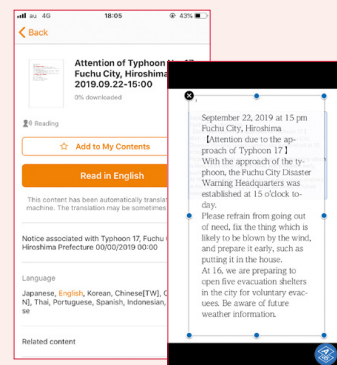 au 4G 18:05 43%
Back
Attention of Typhoon No.17
Fuchu City, Hiroshima
2019.09.22-15:00
0% downloaded
Reading
Add to My Contents
Read in English
This content has been automatically translat
machine. The translation may be sometimes
Notice associated with Typhoon 17, Fuchu
Hiroshima Prefecture 00/00/2019 00:00
Language
Japanese, English, Korean, Chinese[TW], C
N], Thai, Portuguese, Spanish, Indonesian,
se
Related content
September 22, 2019 at 15 pm
Fuchu City, Hiroshima
【Attention due to the ap-
proach of Typhoon 17】
With the approach of the ty-
phoon, the Fuchu City Disaster
Warning Headquarters was
established at 15 o'clock to-
day.
Please refrain from going out
of need, fix the thing which is
likely to be blown by the wind,
and prepare it early, such as
putting it in the house.
At 16, we are preparing to
open five evacuation shelters
in the city for voluntary evac-
uees. Be aware of future
weather information.